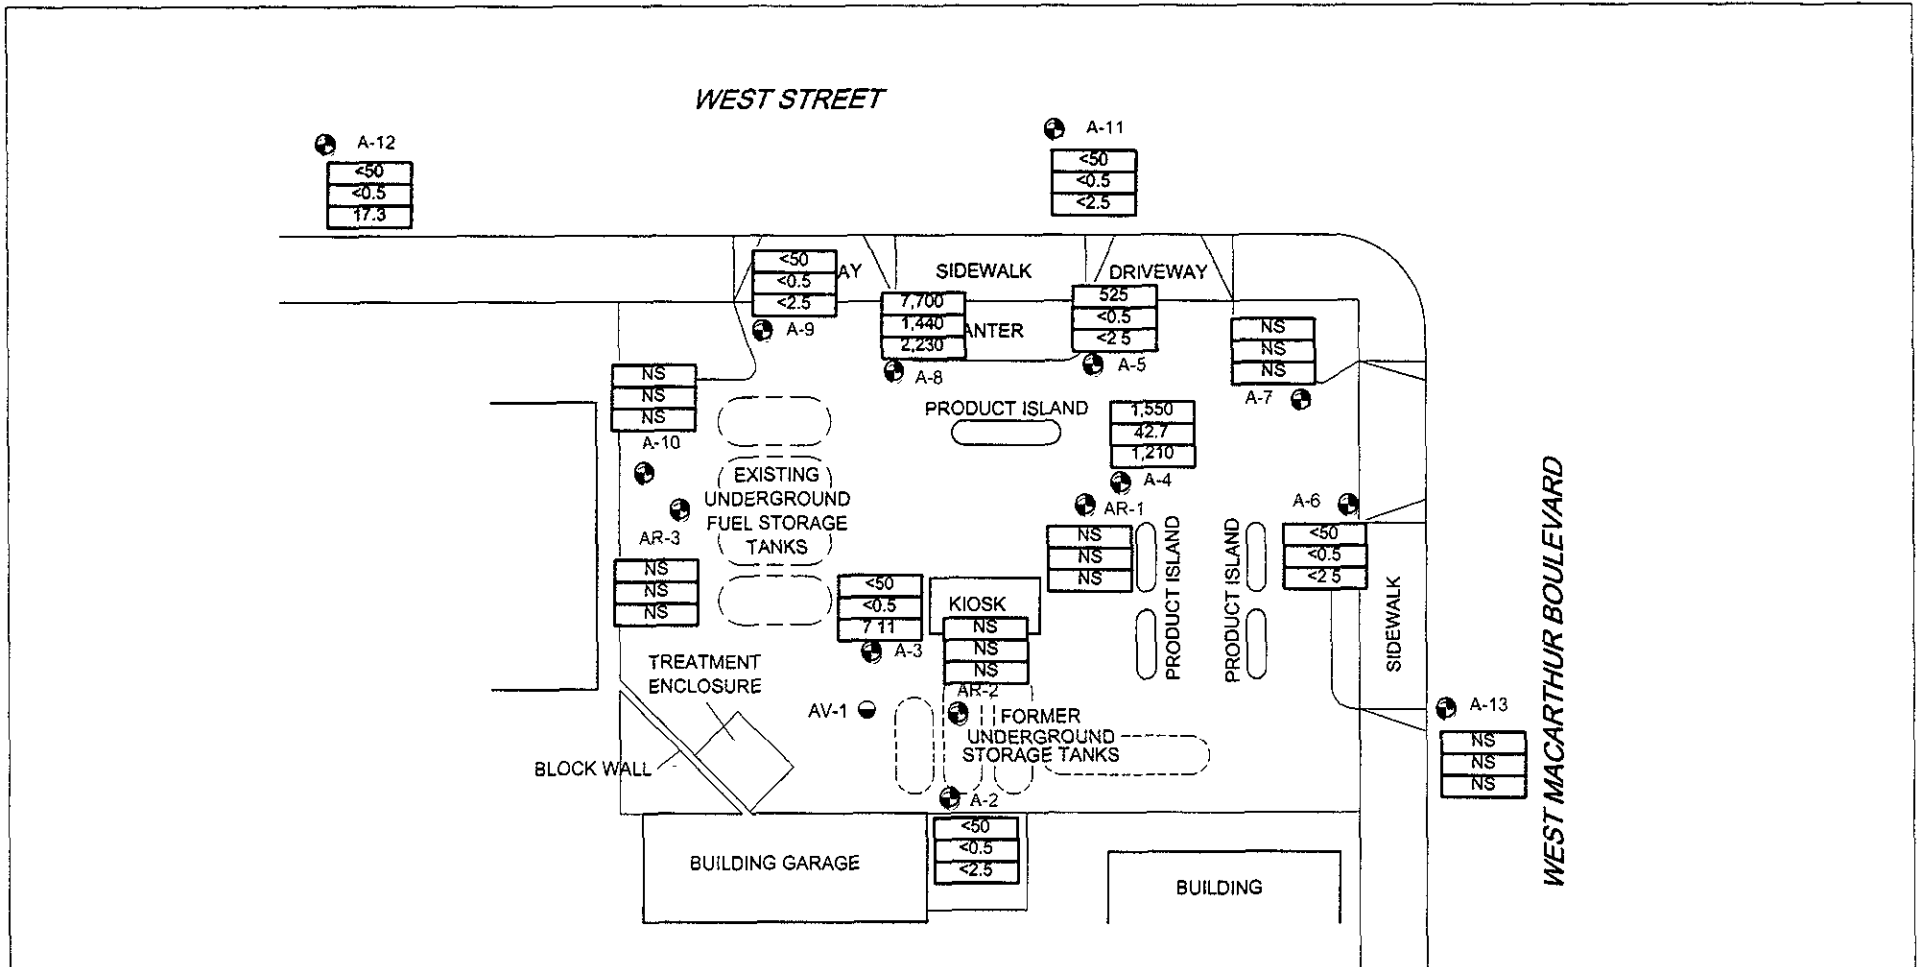 WEST STREET
A-12
<50
<0.5
17.3
A-11
<50
<0.5
<2.5
<50
<0.5
<2.5
AY
A-9
SIDEWALK
DRIVEWAY
7,700
1,440
2,230
ANTER
A-8
525
<0.5
<2 5
A-5
NS
NS
NS
A-7
NS
NS
NS
A-10
PRODUCT ISLAND
1,550
42.7
1,210
A-4
EXISTING
UNDERGROUND
FUEL STORAGE
TANKS
AR-3
NS
NS
NS
AR-1
NS
NS
NS
PRODUCT ISLAND
PRODUCT ISLAND
A-6
<50
<0.5
<2 5
SIDEWALK
WEST MACARTHUR BOULEVARD
<50
<0.5
7 11
A-3
KIOSK
NS
NS
NS
AR-2
TREATMENT
ENCLOSURE
AV-1
FORMER
UNDERGROUND
STORAGE TANKS
BLOCK WALL
A-13
NS
NS
NS
A-2
<50
<0.5
<2.5
BUILDING GARAGE
BUILDING